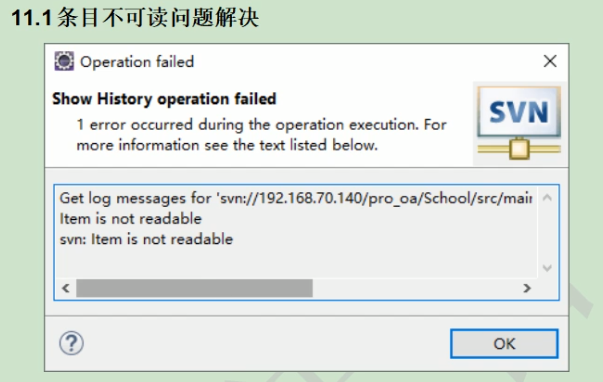 11.1条目不可读问题解决
Operation failed
Show History operation failed
1 error occurred during the operation execution. For
more information see the text listed below.
SVN
Get log messages for 'svn://192.168.70.140/pro_oa/School/src/main
Item is not readable
svn: Item is not readable
OK